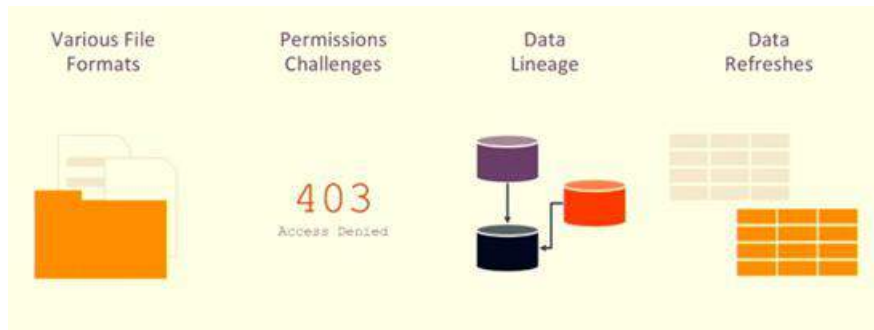 Various File
Formats
Permissions
Challenges
Data
Lineage
Data
Refreshes
403
Access Denied